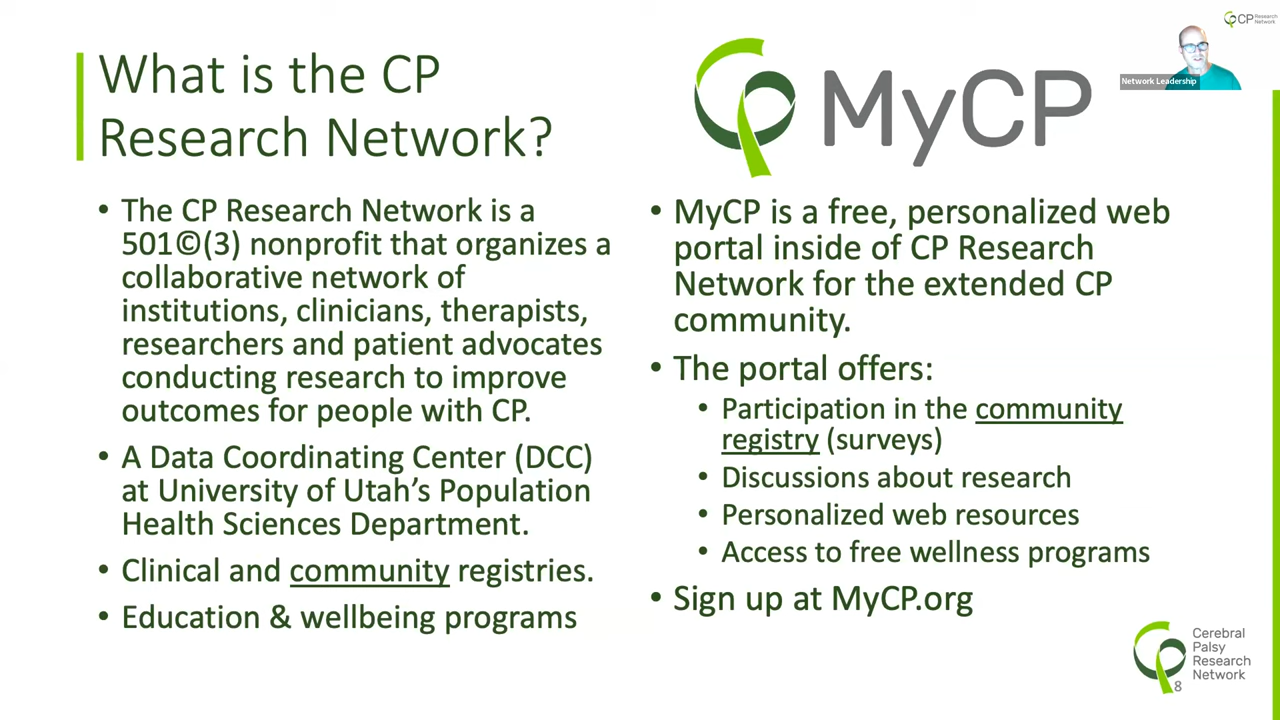 What is the CP
Research Network?
• The CP Research Network is a
501©(3) nonprofit that organizes a
collaborative network of
institutions, clinicians, therapists,
researchers and patient advocates
conducting research to improve
outcomes for people with CP.
• A Data Coordinating Center (DCC)
at University of Utah’s Population
Health Sciences Department.
• Clinical and community registries.
• Education & wellbeing programs
MyCP
• MyCP is a free, personalized web
portal inside of CP Research
Network for the extended CP
community.
• The portal offers:
• Participation in the community
registry (surveys)
• Discussions about research
• Personalized web resources
• Access to free wellness programs
• Sign up at MyCP.org
CP Research
Network
Network Leadership
Cerebral
Palsy
Research
Network
8